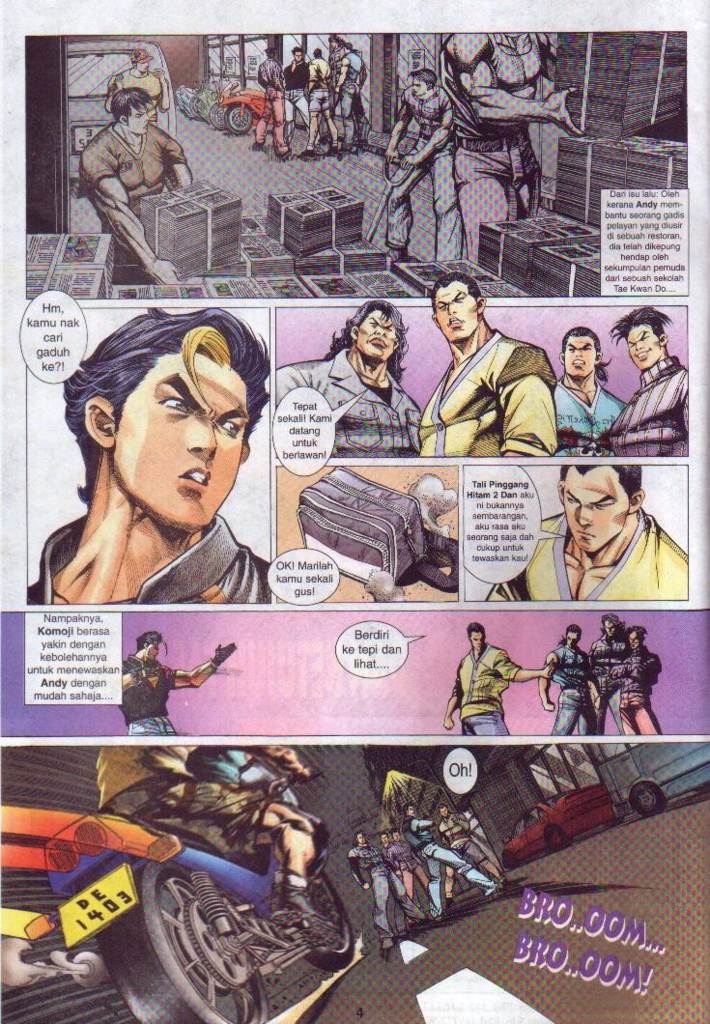 Dari isu lalu: Oleh
kerana Andy mem-
bantu seorang gadis
pelayan yang diusir
di sebuah restoran,
dia telah dikepung
hendap oleh
sekumpulan pemuda
dari sebuah sekolah
Tae Kwan Do....
Hm,
kamu nak
cari
gaduh
ke?!
Tepat
sekali! Kami
datang
untuk
berlawan!
OK! Marilah
kamu sekali
gus!
Tali Pinggang
Hitam 2 Dan aku
ni bukannya
sembarangan,
aku rasa seorang
saja dah
cukup untuk
tewaskan kau!
Nampaknya,
Komoji berasa
yakin dengan
kebolehannya
untuk menewaskan
Andy dengan
mudah sahaja....
Berdiri
ke tepi dan
lihat....
Oh!
PE
1403
BRO..OOM...
BRO..OOM!
4